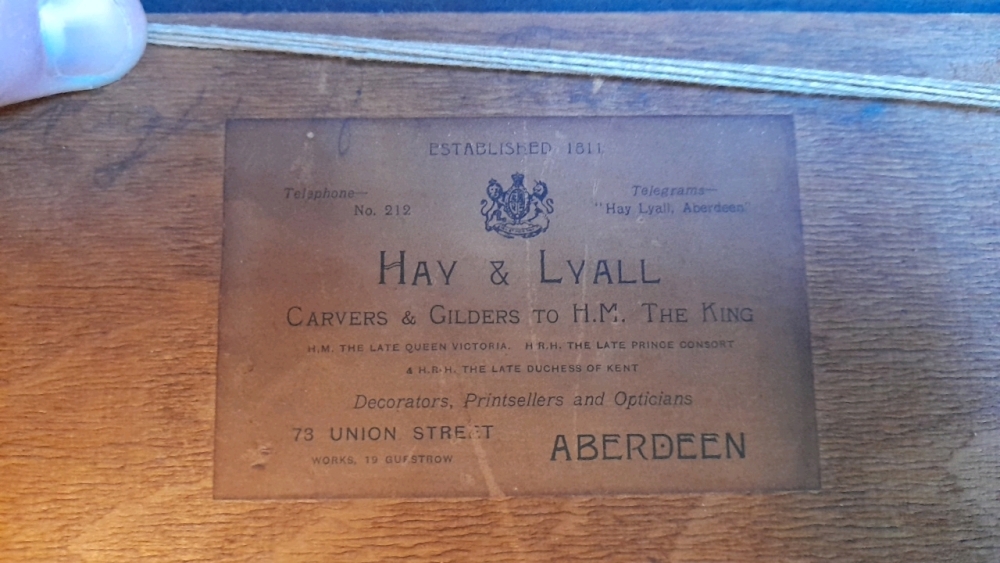 ESTABLISHED 1811
Telephone—
No. 212
Telegrams—
"Hay Lyall, Aberdeen"
HAY & LYALL
CARVERS & GILDERS TO H.M. THE KING
H.M. THE LATE QUEEN VICTORIA. H.R.H. THE LATE PRINCE CONSORT
& H.R.H. THE LATE DUCHESS OF KENT
Decorators, Printsellers and Opticians
73 UNION STREET
WORKS, 19 GUESTROW
ABERDEEN